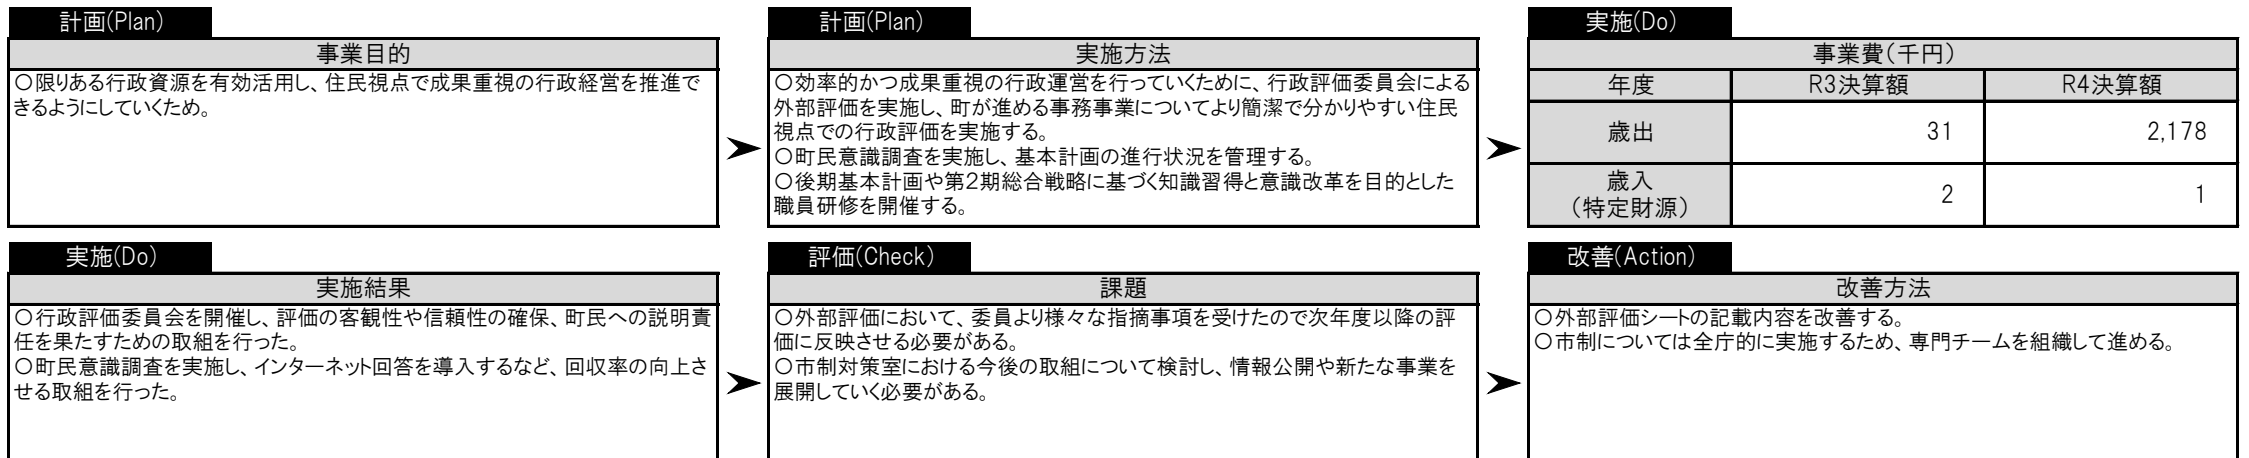 計画(Plan)
事業目的
○限りある行政資源を有効活用し、住民視点で成果重視の行政経営を推進で
きるようにしていくため。
計画(Plan)
実施方法
○効率的かつ成果重視の行政運営を行っていくために、行政評価委員会による
外部評価を実施し、町が進める事務事業についてより簡潔で分かりやすい住民
視点での行政評価を実施する。
○町民意識調査を実施し、基本計画の進行状況を管理する。
○後期基本計画や第2期総合戦略に基づく知識習得と意識改革を目的とした
職員研修を開催する。
実施(Do)
事業費(千円)
年度 R3決算額 R4決算額
歳出 31 2,178
歳入
(特定財源) 2 1
実施(Do)
実施結果
○行政評価委員会を開催し、評価の客観性や信頼性の確保、町民への説明責
任を果たすための取組を行った。
○町民意識調査を実施し、インターネット回答を導入するなど、回収率の向上さ
せる取組を行った。
評価(Check)
課題
○外部評価において、委員より様々な指摘事項を受けたので次年度以降の評
価に反映させる必要がある。
○市制対策室における今後の取組について検討し、情報公開や新たな事業を
展開していく必要がある。
改善(Action)
改善方法
○外部評価シートの記載内容を改善する。
○市制については全庁的に実施するため、専門チームを組織して進める。